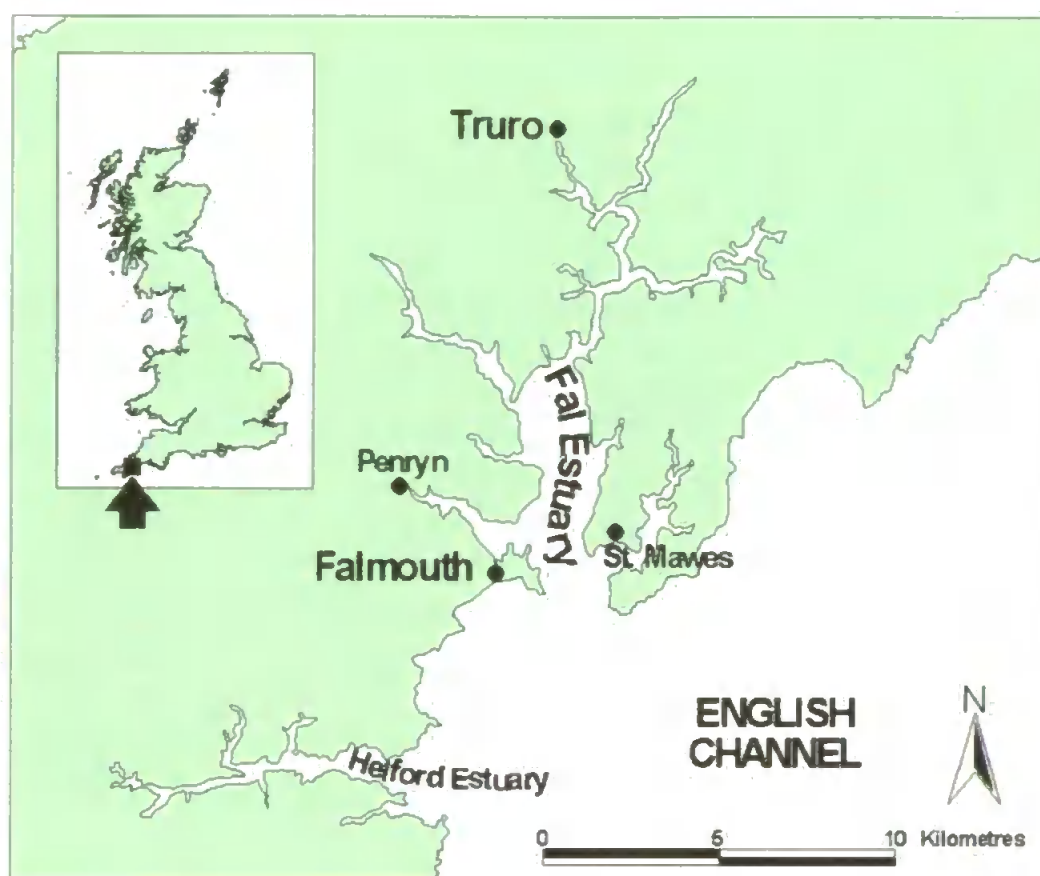 Truro
Fal Estuary
Penryn
Falmouth
St. Mawes
ENGLISH
CHANNEL
N
Helford Estuary
0 5 10 Kilometres